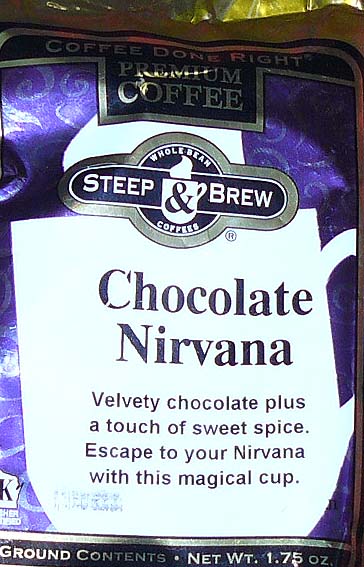 COFFEE DONE RIGHT®
PREMIUM
COFFEE
WHOLE BEAN
STEEP & BREW
COFFEES
®
Chocolate
Nirvana
Velvety chocolate plus
a touch of sweet spice.
Escape to your Nirvana
with this magical cup.
K
GROUND CONTENTS • NET WT. 1.75 OZ.